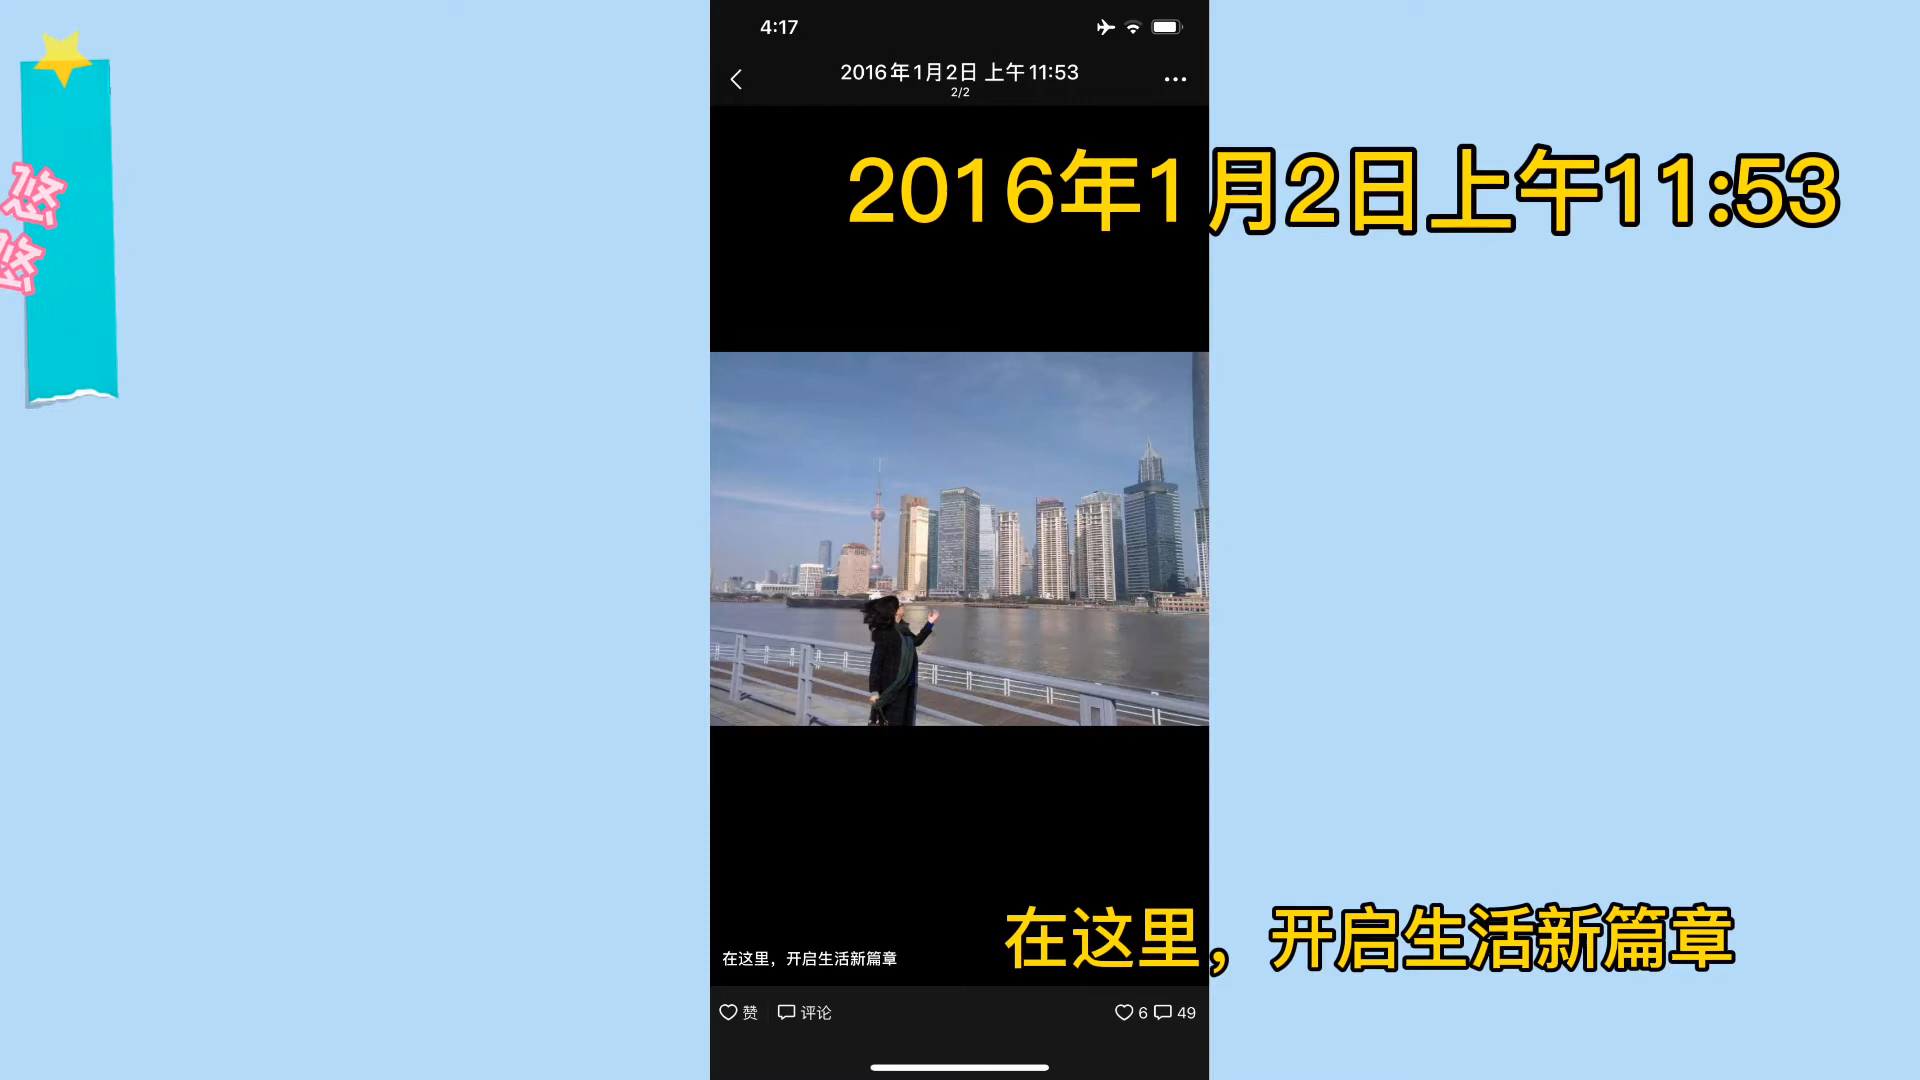 4:17
2016年1月2日 上午11:53
2/2
2016年1月2日上午11:53
悠
悠
在这里，开启生活新篇章
在这里，开启生活新篇章
赞 评论 6 49